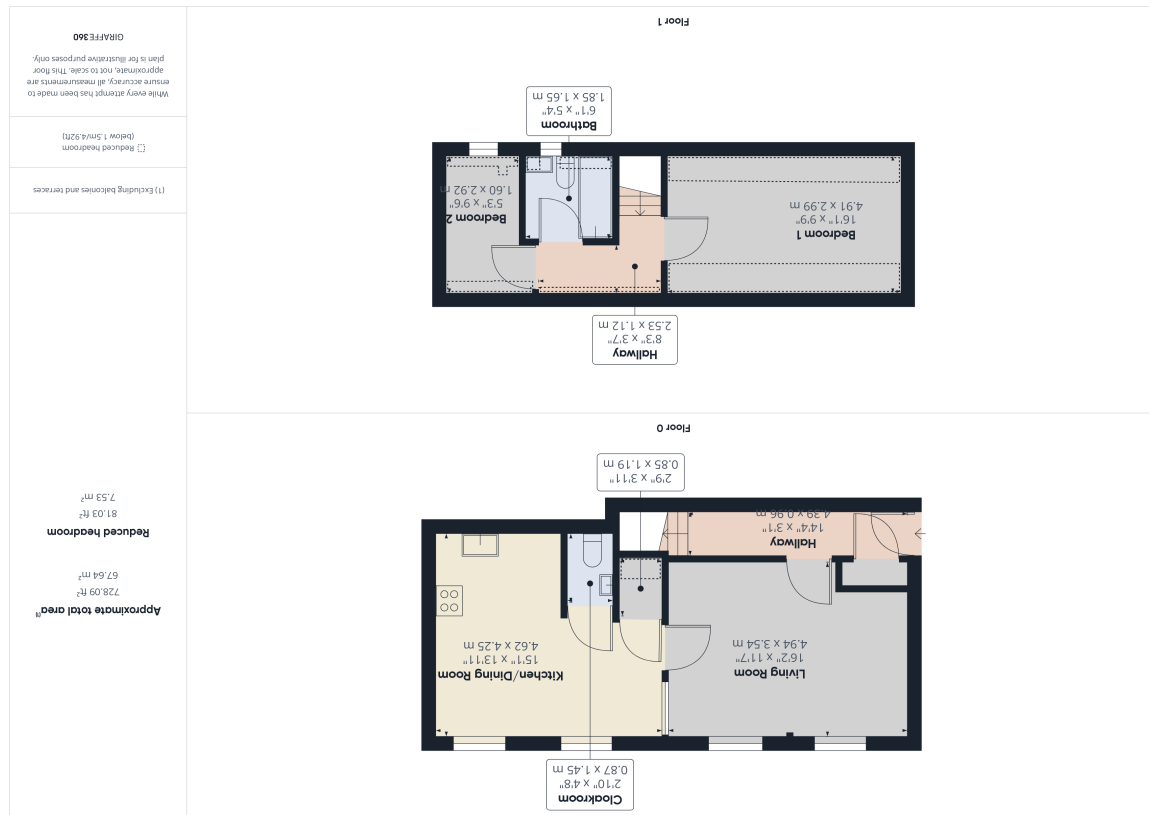 Cloakroom
2'10" x 4'8"
0.87 x 1.45 m
Living Room
16'2" x 11'7"
4.94 x 3.54 m
Kitchen/Dining Room
15'1" x 13'11"
4.62 x 4.25 m
Hallway
14'4" x 3'1"
4.39 x 0.96 m
2'9" x 3'11"
0.85 x 1.19 m
Floor 0
Hallway
8'3" x 3'7"
2.53 x 1.12 m
Bedroom 1
16'1" x 9'9"
4.91 x 2.99 m
Bedroom 2
5'3" x 9'6"
1.60 x 2.92 m
Bathroom
6'1" x 5'4"
1.85 x 1.65 m
Floor 1
Approximate total area(1)
728.09 ft²
67.64 m²
Reduced headroom
81.03 ft²
7.53 m²
(1) Excluding balconies and terraces
Reduced headroom
(below 1.5m/4.92ft)
While every attempt has been made to
ensure accuracy, all measurements are
approximate, not to scale. This floor
plan is for illustrative purposes only.
GIRAFFE360